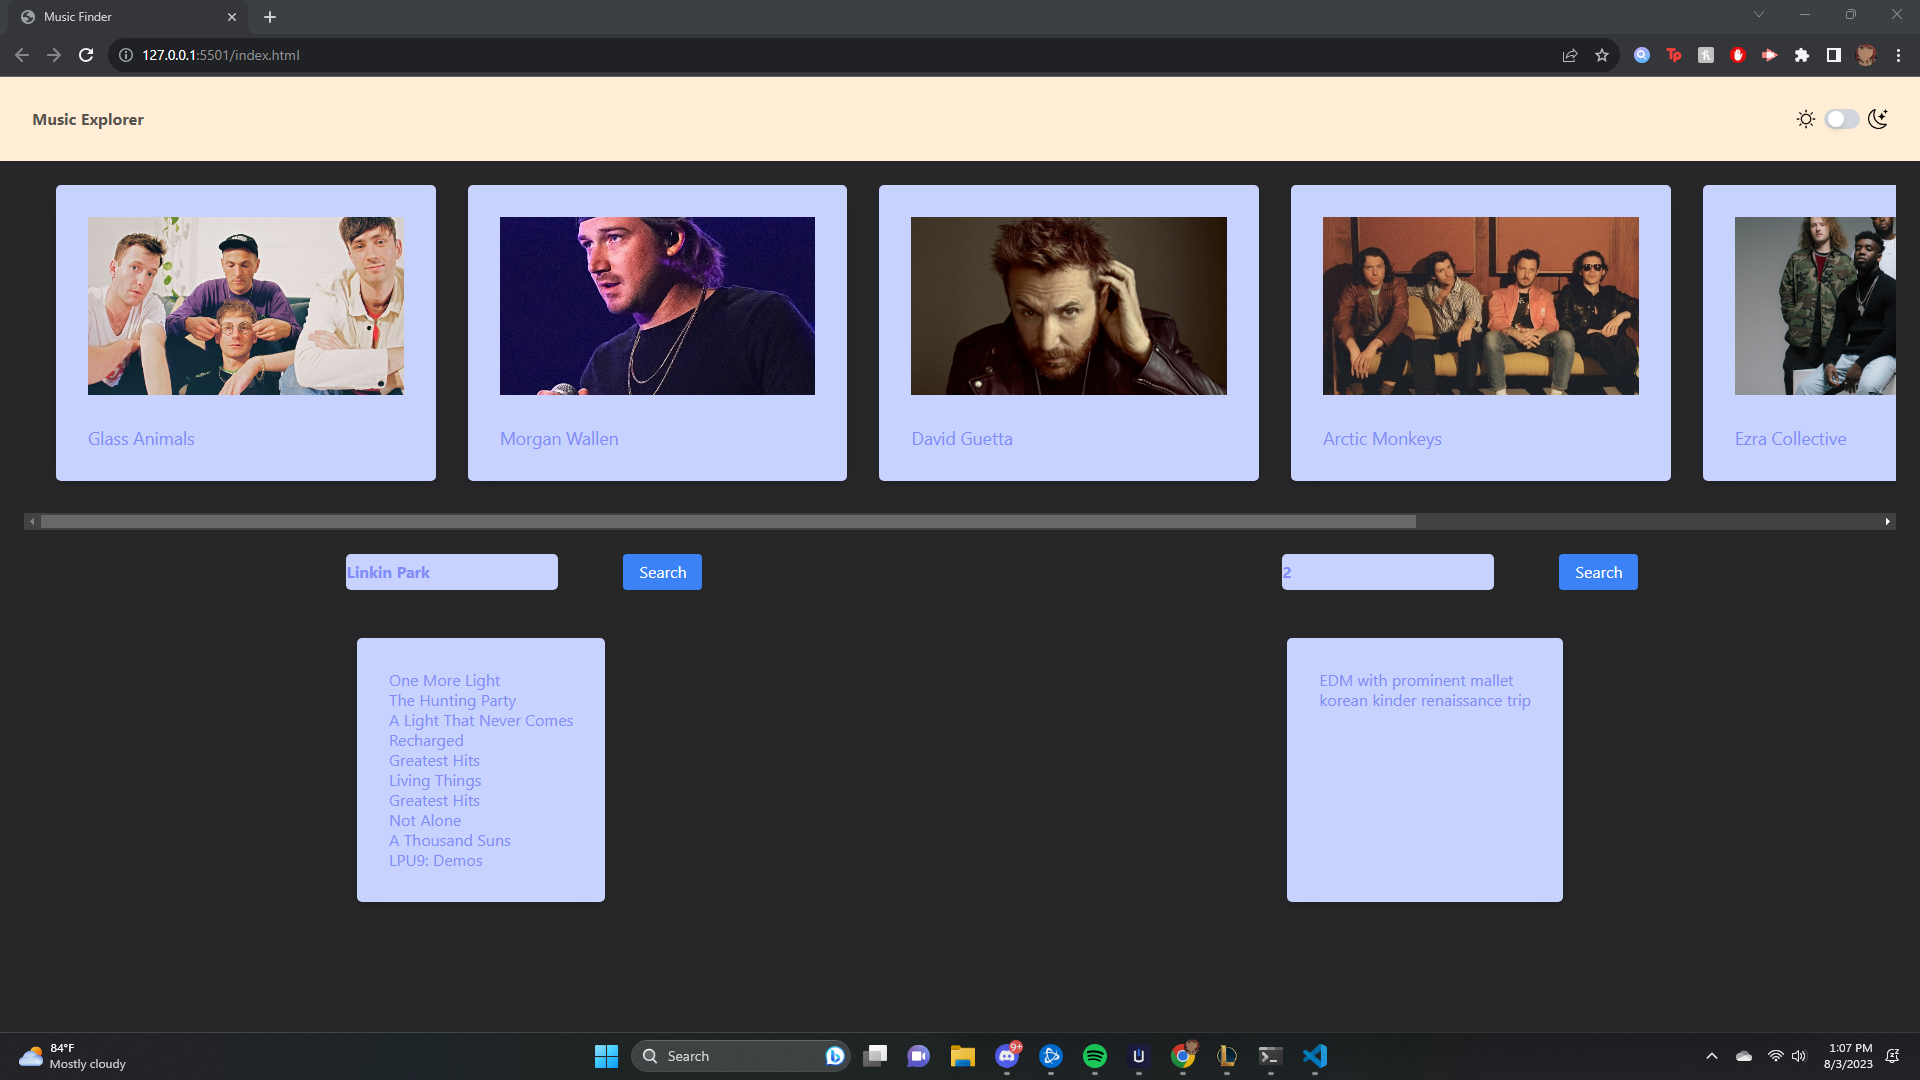 Music Finder
127.0.0.1:5501/index.html
Tp
Music Explorer
Glass Animals
Morgan Wallen
David Guetta
Arctic Monkeys
Ezra Collective
Linkin Park
Search
2
Search
One More Light
The Hunting Party
A Light That Never Comes
Recharged
Greatest Hits
Living Things
Greatest Hits
Not Alone
A Thousand Suns
LPU9: Demos
EDM with prominent mallet
korean kinder renaissance trip
84°F
Mostly cloudy
Search
9+
1:07 PM
8/3/2023